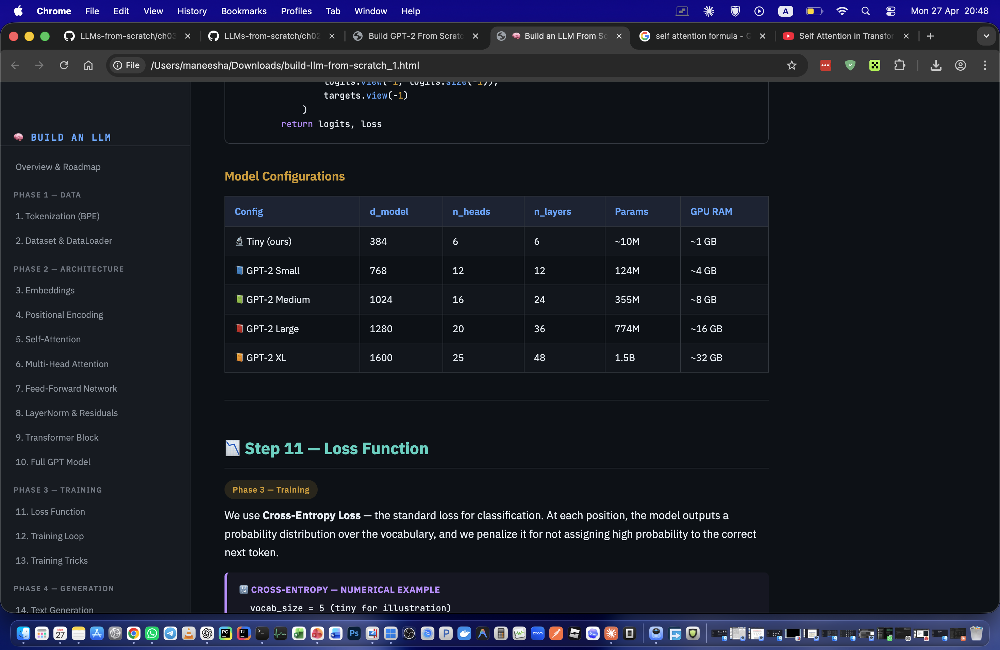 Chrome File Edit View History Bookmarks Profiles Tab Window Help
A
Mon 27 Apr 20:48
LLMs-from-scratch/ch03
LLMs-from-scratch/ch02
Build GPT-2 From Scratc
🧠 Build an LLM From Sc
self attention formula - G
Self Attention in Transfor
File /Users/maneesha/Downloads/build-llm-from-scratch_1.html
🧠 BUILD AN LLM
Overview & Roadmap
PHASE 1 — DATA
1. Tokenization (BPE)
2. Dataset & DataLoader
PHASE 2 — ARCHITECTURE
3. Embeddings
4. Positional Encoding
5. Self-Attention
6. Multi-Head Attention
7. Feed-Forward Network
8. LayerNorm & Residuals
9. Transformer Block
10. Full GPT Model
PHASE 3 — TRAINING
11. Loss Function
12. Training Loop
13. Training Tricks
PHASE 4 — GENERATION
14. Text Generation
logits.view(-1, logits.size(-1)),
targets.view(-1)
)
return logits, loss
Model Configurations
Config d_model n_heads n_layers Params GPU RAM
🔬 Tiny (ours) 384 6 6 ~10M ~1 GB
📘 GPT-2 Small 768 12 12 124M ~4 GB
📗 GPT-2 Medium 1024 16 24 355M ~8 GB
📕 GPT-2 Large 1280 20 36 774M ~16 GB
📙 GPT-2 XL 1600 25 48 1.5B ~32 GB
📉 Step 11 — Loss Function
Phase 3 — Training
We use Cross-Entropy Loss — the standard loss for classification. At each position, the model outputs a
probability distribution over the vocabulary, and we penalize it for not assigning high probability to the correct
next token.
🔢 CROSS-ENTROPY — NUMERICAL EXAMPLE
vocab_size = 5 (tiny for illustration)
Mon
27
PC
IJ
Ps
P
zoom